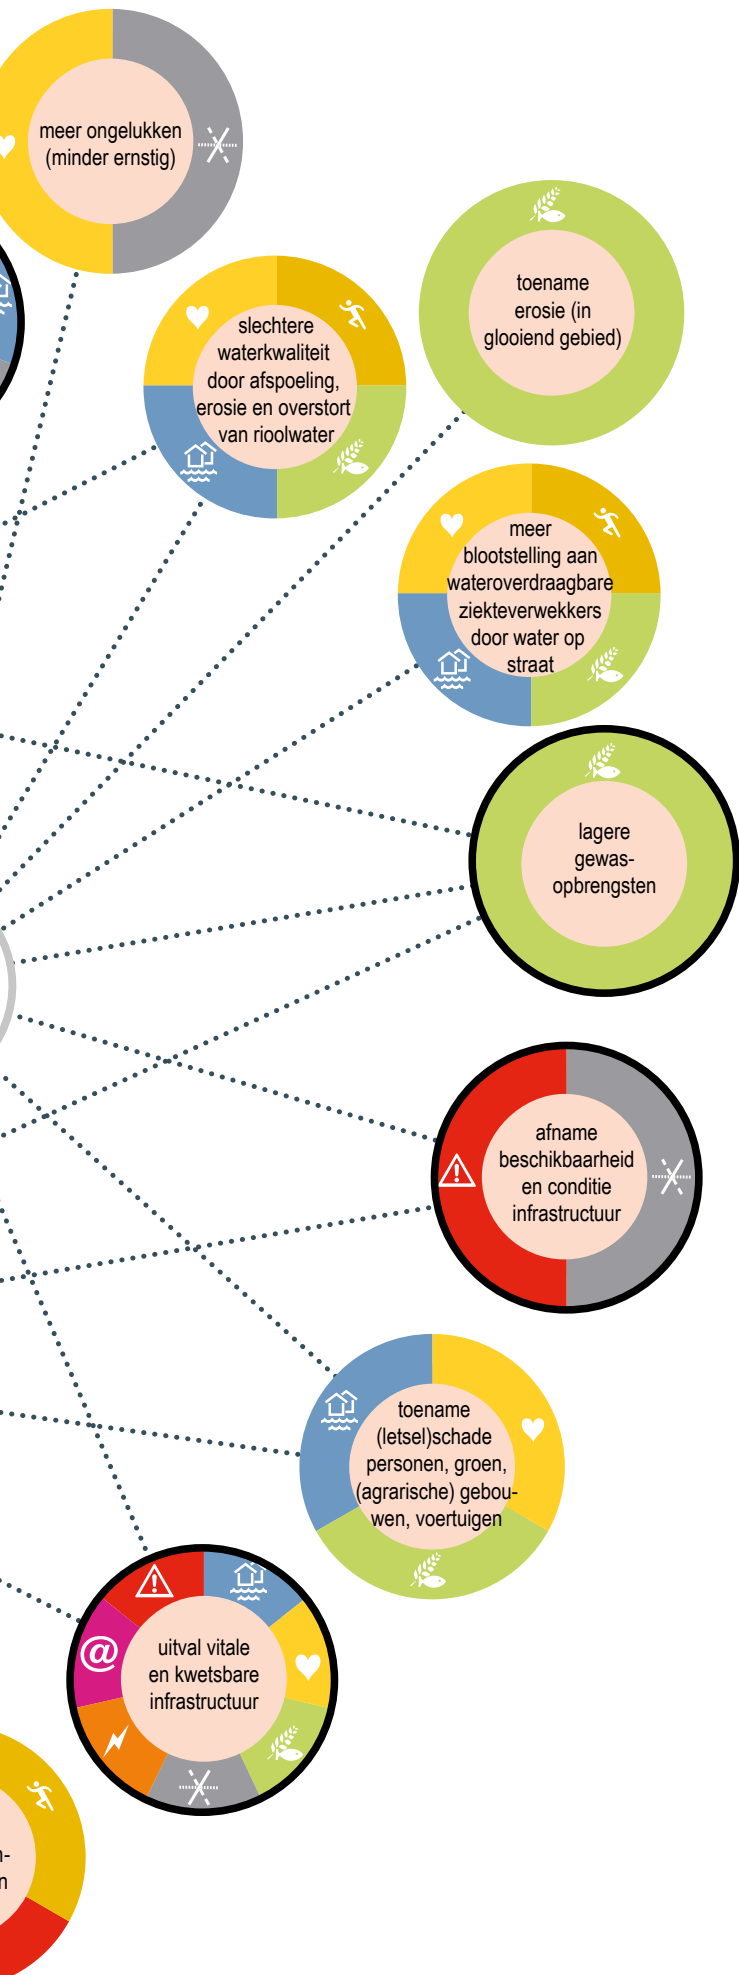 meer ongelukken
(minder ernstig)
toename
erosie (in
glooiend gebied)
slechtere
waterkwaliteit
door afspoeling,
erosie en overstort
van rioolwater
meer
blootstelling aan
wateroverdraagbare
ziekteverwekkers
door water op
straat
lagere
gewas-
opbrengsten
afname
beschikbaarheid
en conditie
infrastructuur
toename
(letsel)schade
personen, groen,
(agrarische) gebou-
wen, voertuigen
@
uitval vitale
en kwetsbare
infrastructuur